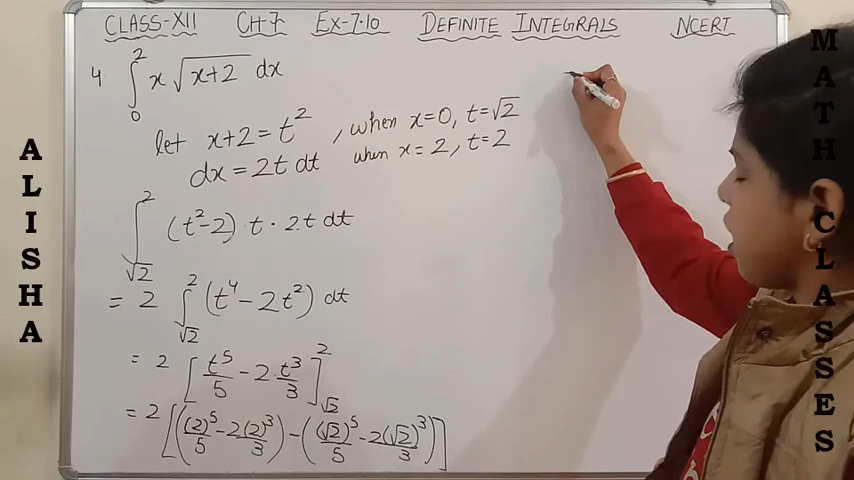 CLASS-XII CH-7 EX-7.10 DEFINITE INTEGRALS NCERT
4 ∫₀² x √(x+2) dx
let x+2 = t², when x=0, t=√2
dx = 2t dt when x=2, t=2
∫_√2^2 (t²-2) · t · 2t dt
= 2 ∫_√2^2 (t⁴ - 2t²) dt
= 2 [t⁵/5 - 2·t³/3]_√2^2
= 2 [((2)⁵/5 - 2(2)³/3) - ((√2)⁵/5 - 2(√2)³/3)]
ALISHA
MATH CLASSES